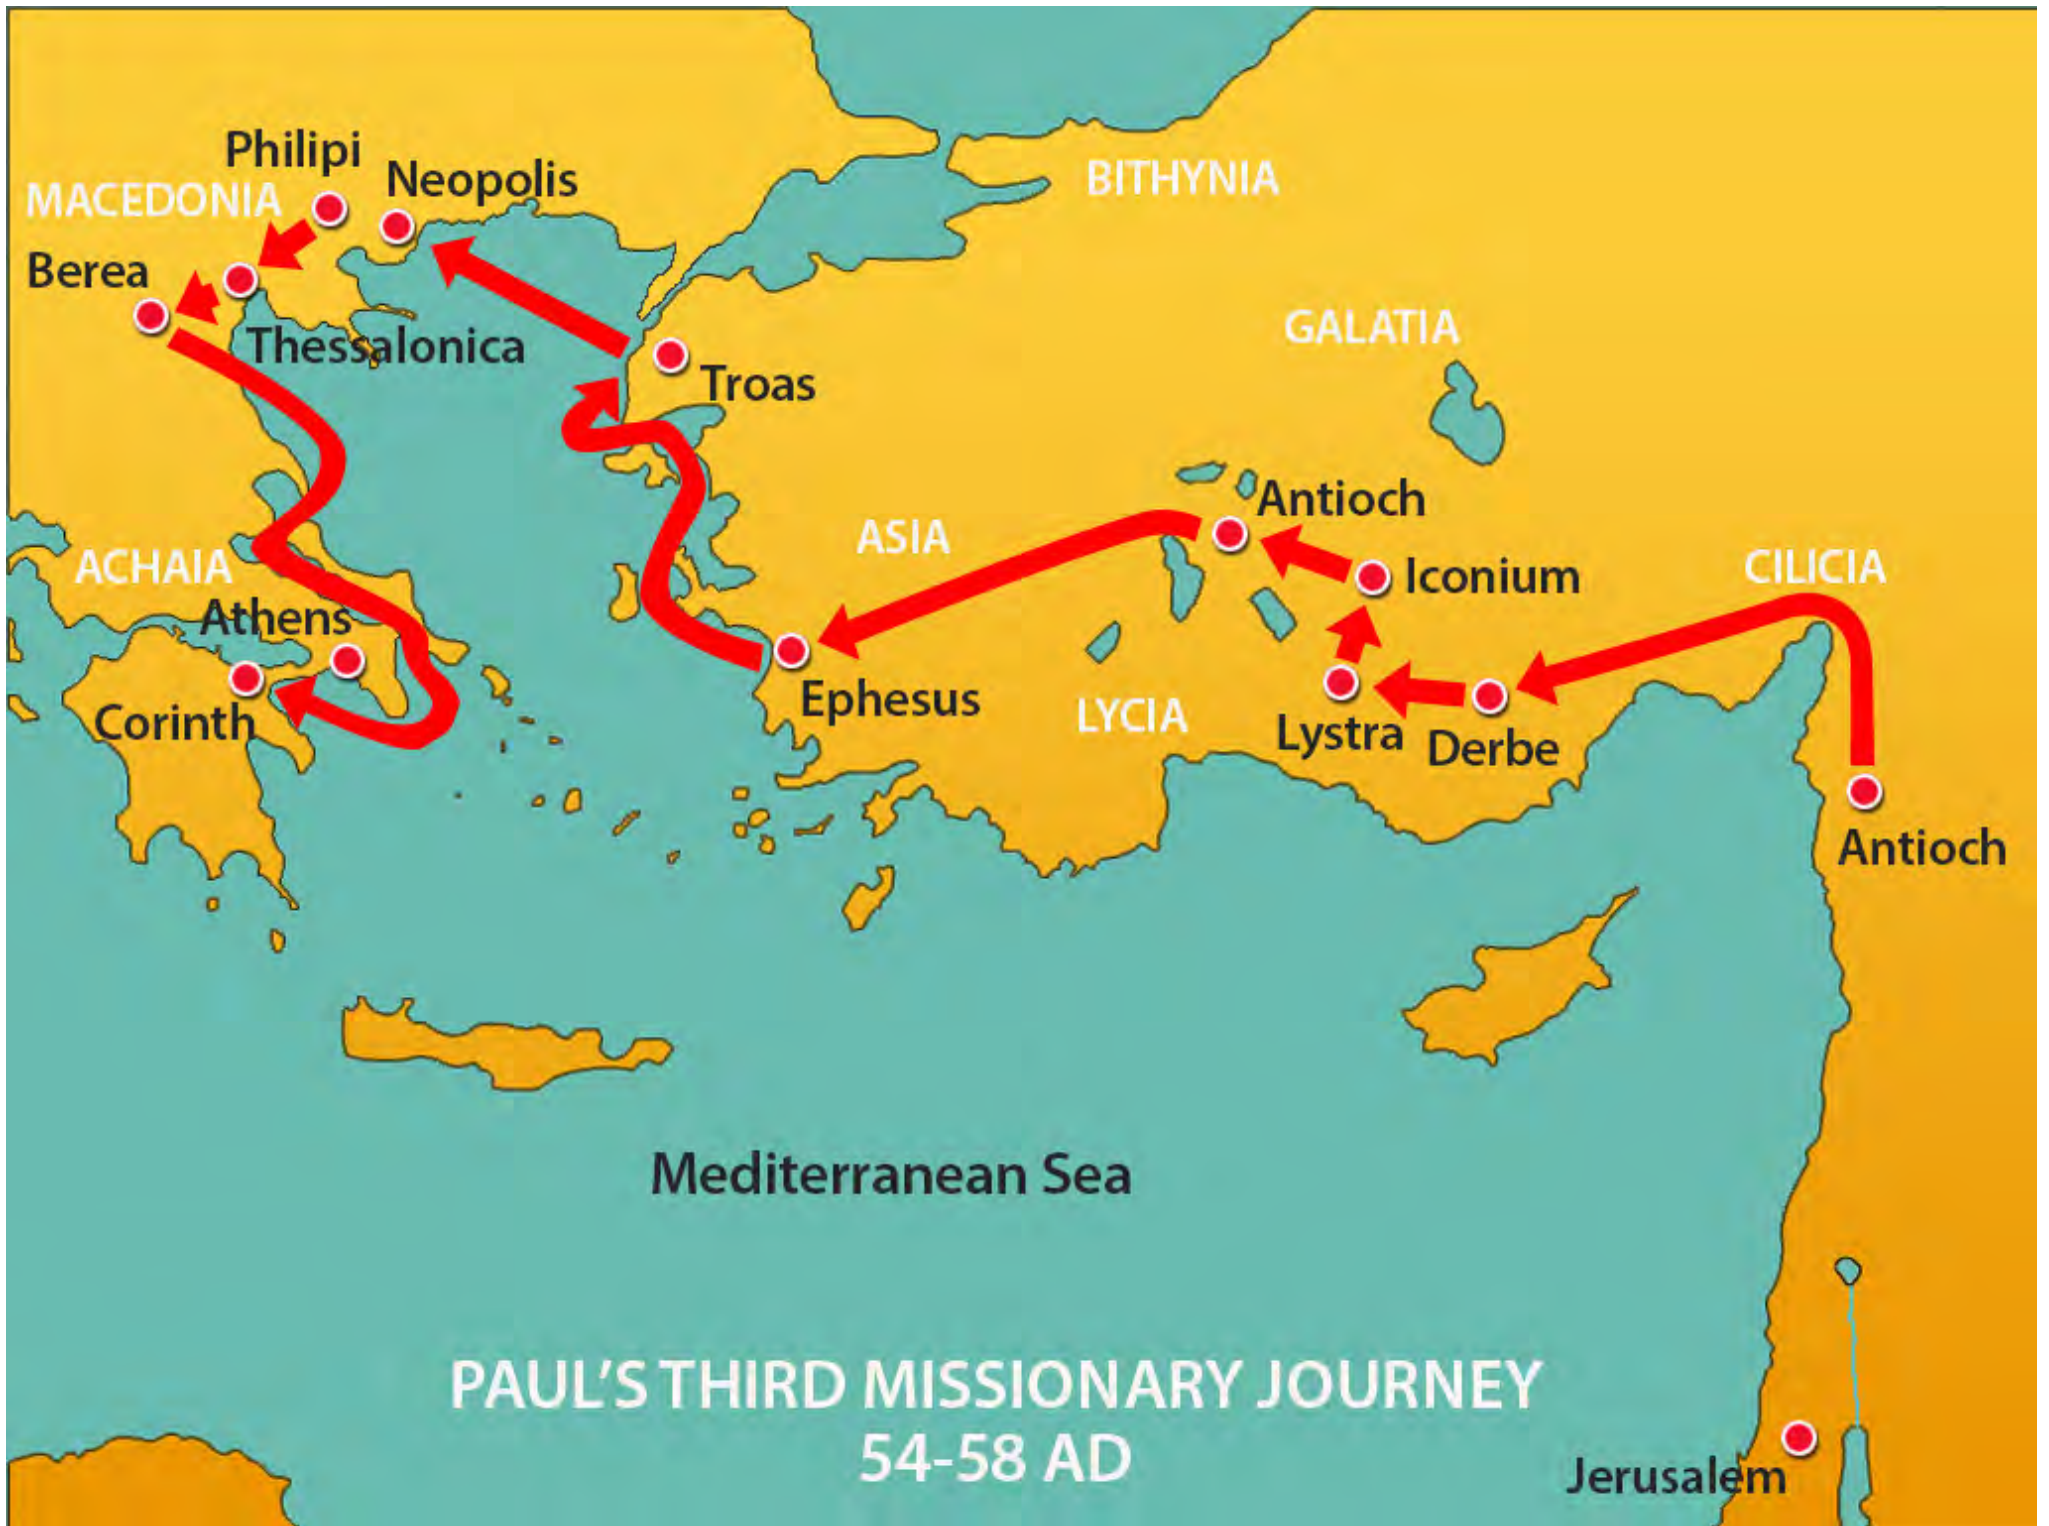 Philipi
Neopolis
BITHYNIA
MACEDONIA
Berea
GALATIA
Thessalonica
Troas
Antioch
ASIA
ACHAIA
CILICIA
Iconium
Athens
Ephesus
LYCIA
Corinth
Lystra
Derbe
Antioch
Mediterranean Sea
PAUL'S THIRD MISSIONARY JOURNEY
54-58 AD
Jerusalem